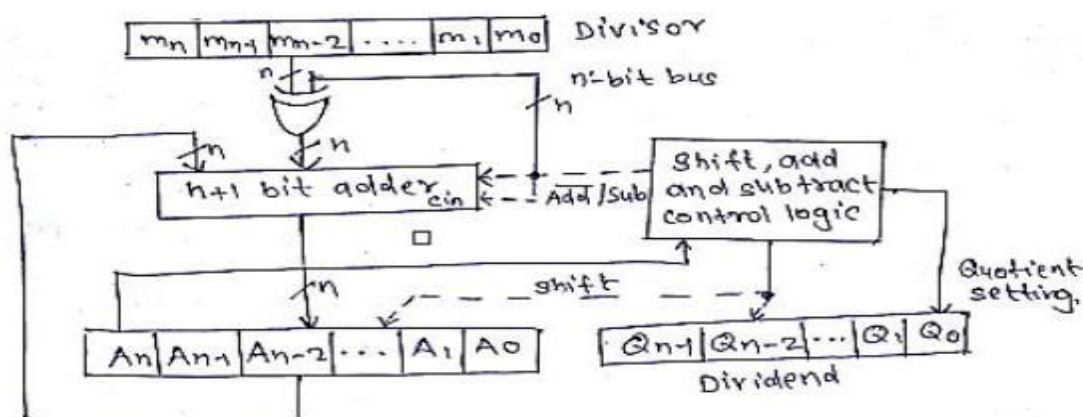 mn mn-1 mn-2 .... m1 m0 Divisor
n
n-bit bus
n
n n
n+1 bit adder cin
Add/Sub
shift, add
and subtract
control logic
n
shift
Quotient
setting.
An An-1 An-2 ... A1 A0
Qn-1 Qn-2 ... Q1 Q0
Dividend